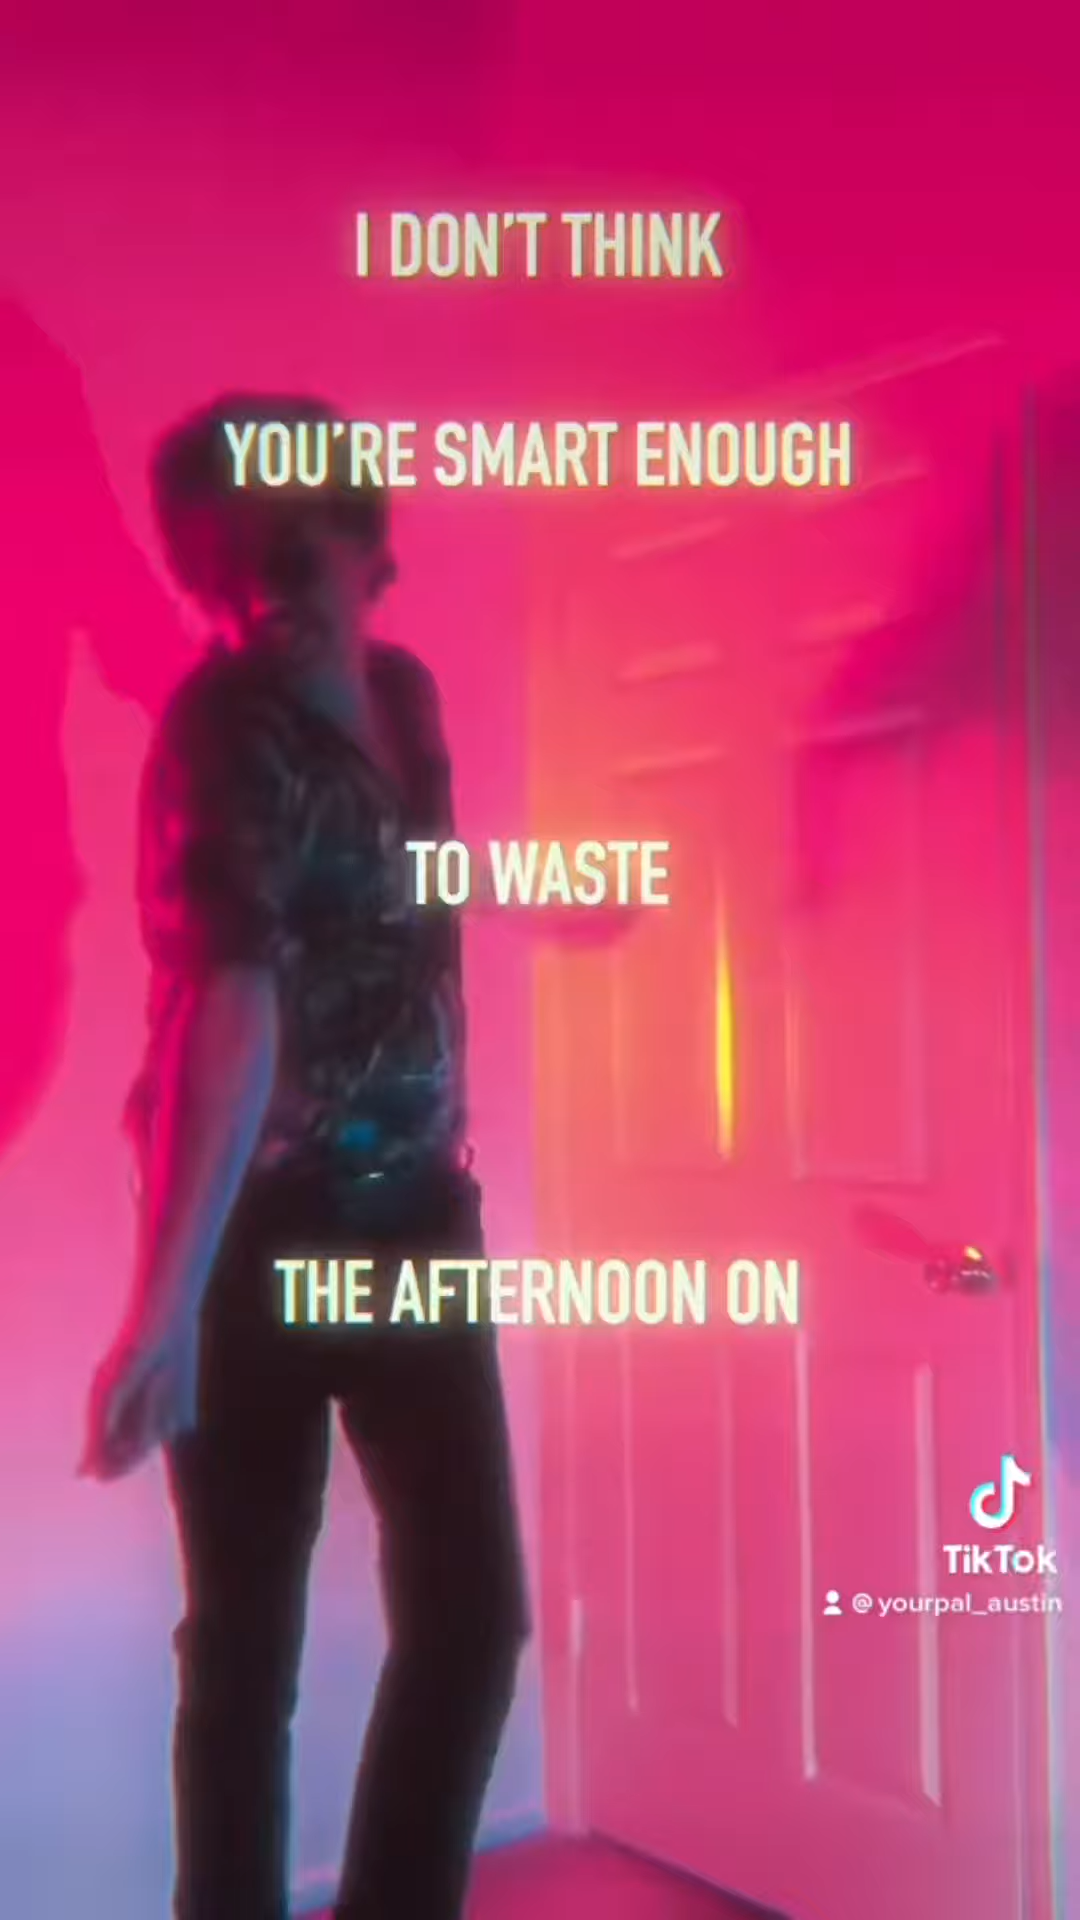 I DON'T THINK
YOU'RE SMART ENOUGH
TO WASTE
THE AFTERNOON ON
TikTok
@yourpal_austin